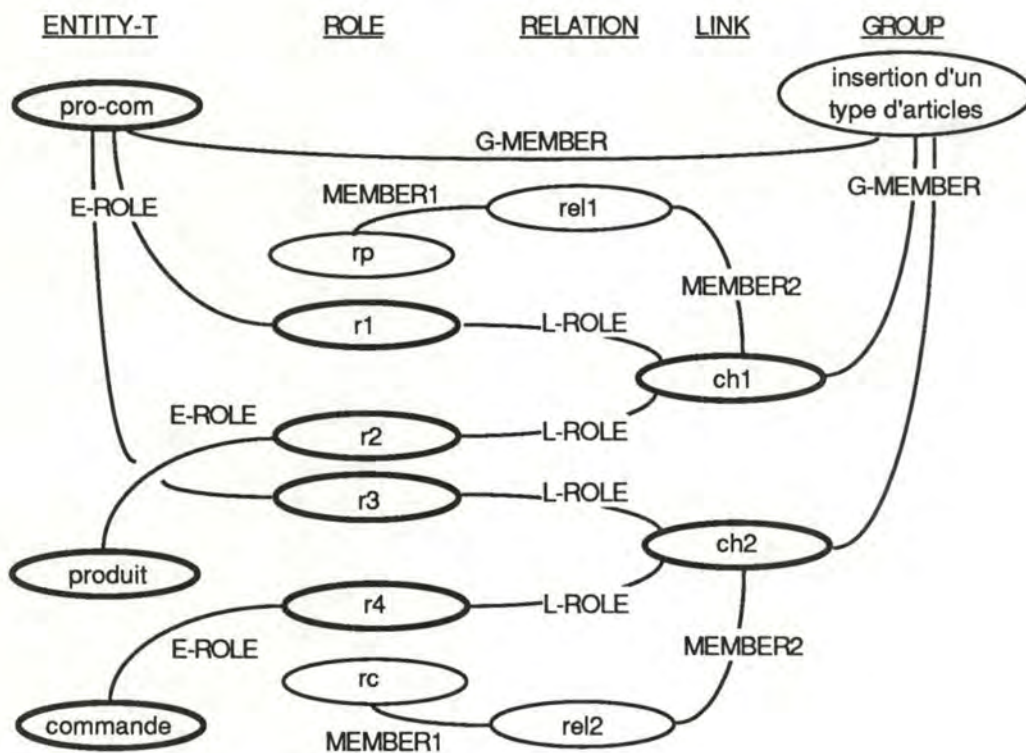 ENTITY-T ROLE RELATION LINK GROUP
pro-com
insertion d'un
type d'articles
G-MEMBER
MEMBER1
rel1
G-MEMBER
E-ROLE
rp
MEMBER2
r1
L-ROLE
ch1
E-ROLE
r2
L-ROLE
r3
L-ROLE
ch2
produit
r4
L-ROLE
E-ROLE
MEMBER2
rc
commande
MEMBER1
rel2